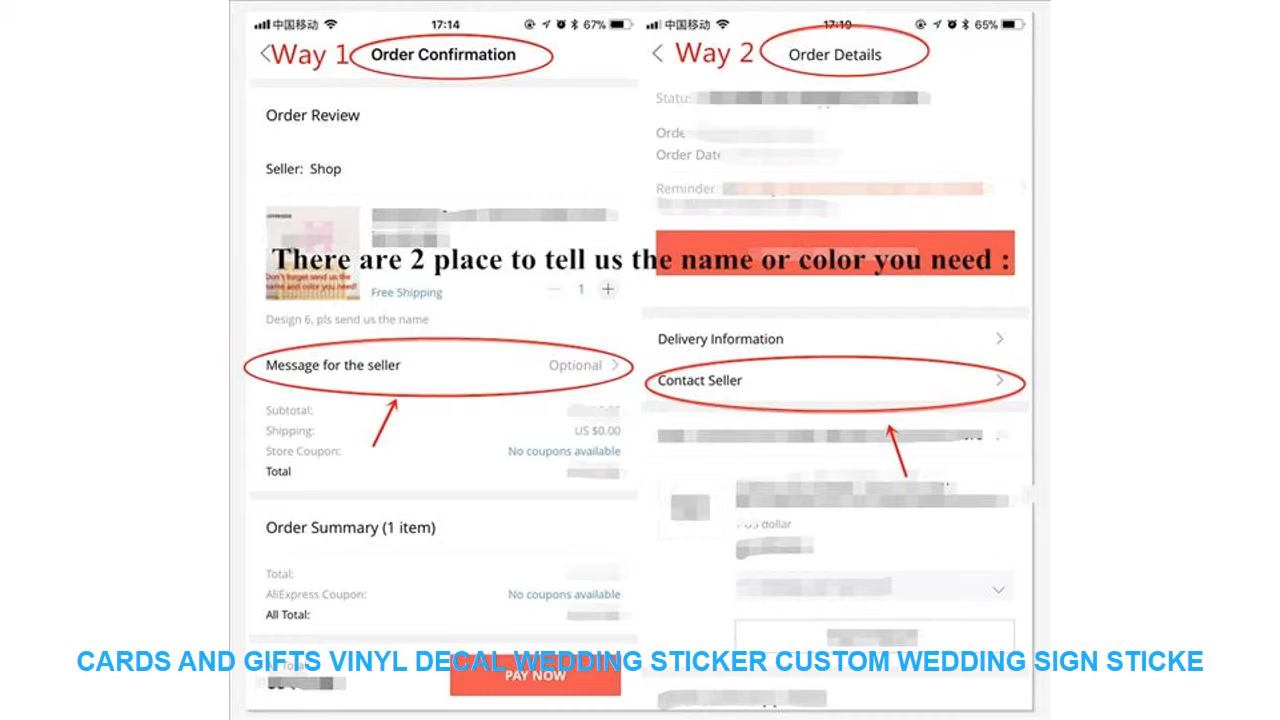 中国移动 17:14 67%
Way 1 Order Confirmation
Order Review
Seller: Shop
Don't forget send us the
name and color you need!
Free Shipping
1
Design 6, pls send us the name
Message for the seller Optional
Subtotal:
Shipping: US $0.00
Store Coupon: No coupons available
Total
Order Summary (1 item)
Total:
AliExpress Coupon: No coupons available
All Total:
PAY NOW
中国移动 17:19 65%
Way 2 Order Details
Status:
Order Date
Reminder
There are 2 place to tell us the name or color you need :
Delivery Information
Contact Seller
dollar
CARDS AND GIFTS VINYL DECAL WEDDING STICKER CUSTOM WEDDING SIGN STICKE